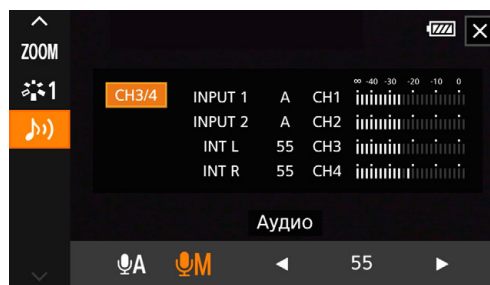 ZOOM
1
∞ -40 -30 -20 -10 0
CH3/4 INPUT 1 A CH1
INPUT 2 A CH2
INT L 55 CH3
INT R 55 CH4
Аудио
A M 55